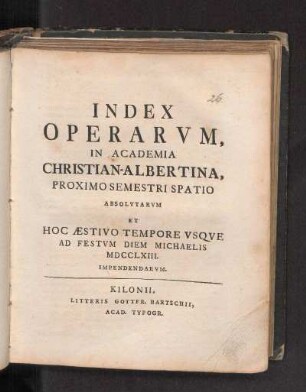 26
INDEX
OPERARVM,
IN ACADEMIA
CHRISTIAN-ALBERTINA,
PROXIMO SEMESTRI SPATIO
ABSOLVTARVM
ET
HOC ÆSTIVO TEMPORE VSQVE
AD FESTVM DIEM MICHAELIS
MDCCLXIII.
IMPENDENDARVM.
KILONII,
LITTERIS GOTTFR. BARTSCHII,
ACAD. TYPOGR.